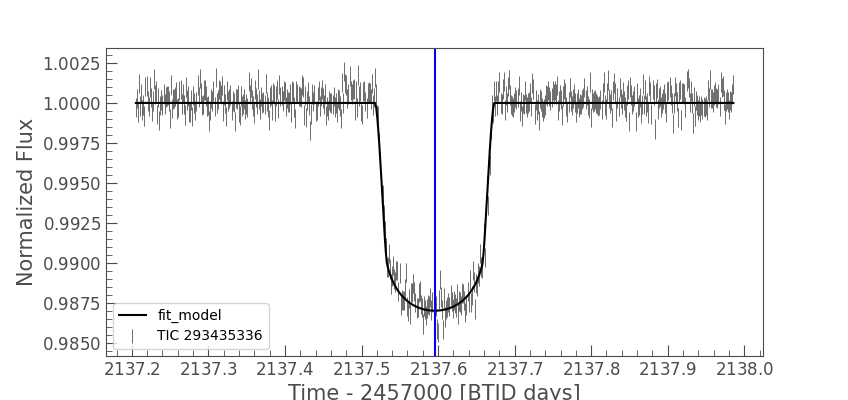 Normalized Flux
1.0025
1.0000
0.9975
0.9950
0.9925
0.9900
0.9875
0.9850
fit_model
TIC 293435336
2137.2 2137.3 2137.4 2137.5 2137.6 2137.7 2137.8 2137.9 2138.0
Time - 2457000 [BTJD days]